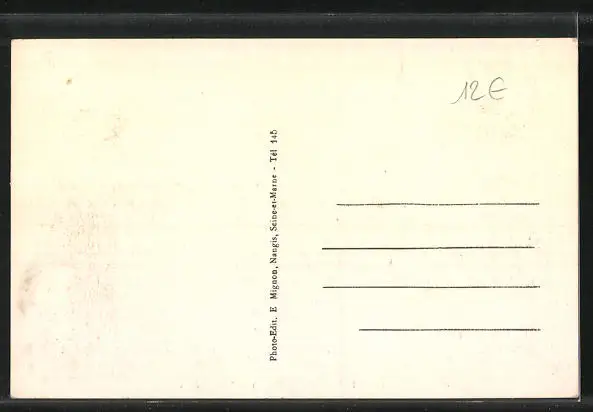 12€
Photo-Edit. E Mignon, Nangis, Seine-et-Marne - Tél 145